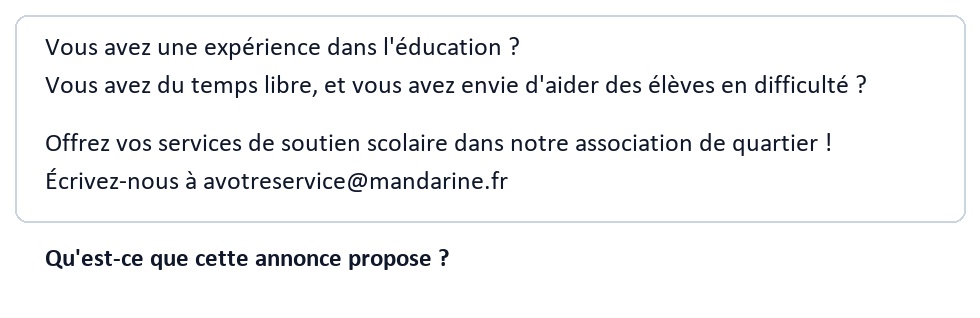 Vous avez une expérience dans l'éducation ?
Vous avez du temps libre, et vous avez envie d'aider des élèves en difficulté ?
Offrez vos services de soutien scolaire dans notre association de quartier !
Écrivez-nous à avotreservice@mandarine.fr
Qu'est-ce que cette annonce propose ?